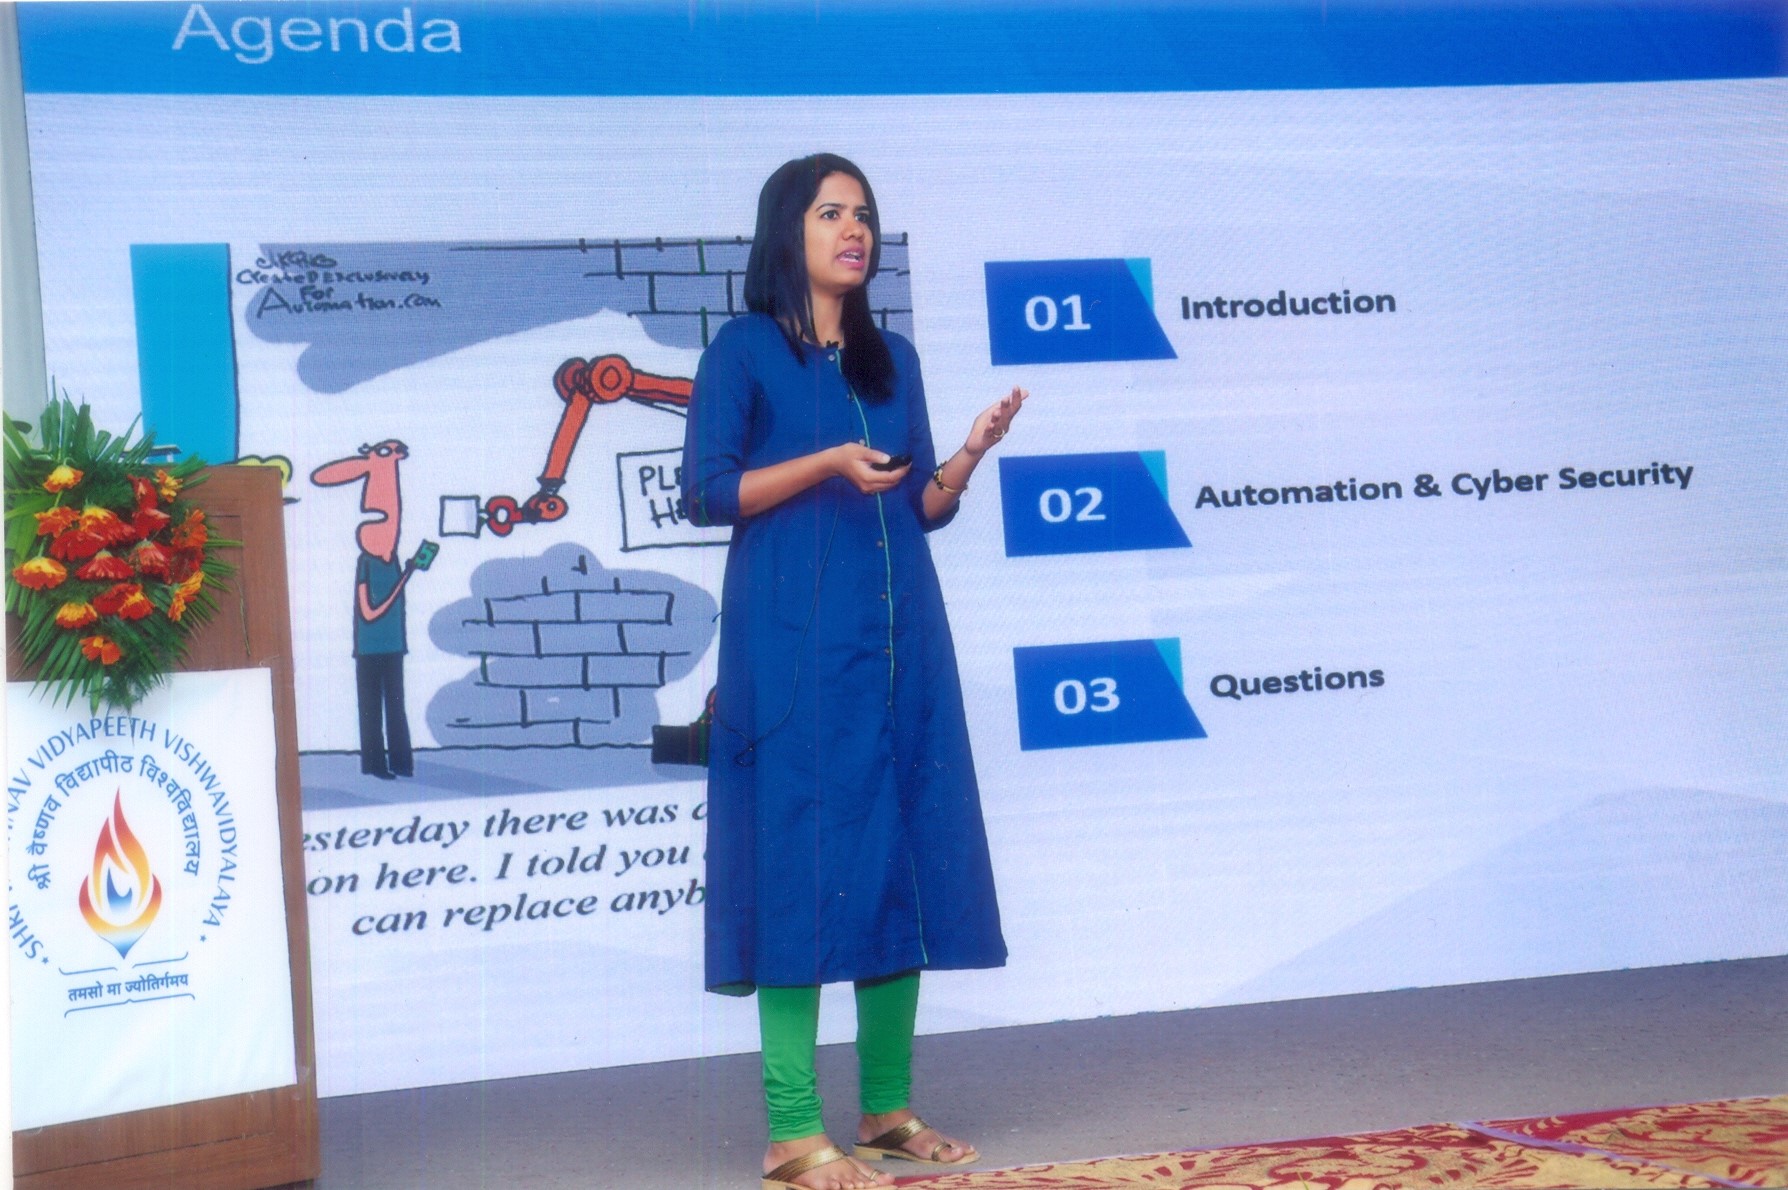 Agenda
Created Exclusively
For
Automation.com
01 Introduction
02 Automation & Cyber Security
03 Questions
esterday there was a
on here. I told you
can replace anyb
VIDYAPEETH VISHWAVIDYALAYA
श्री वैष्णव विद्यापीठ विश्वविद्यालय
SHRI
तमसो मा ज्योतिर्गमय